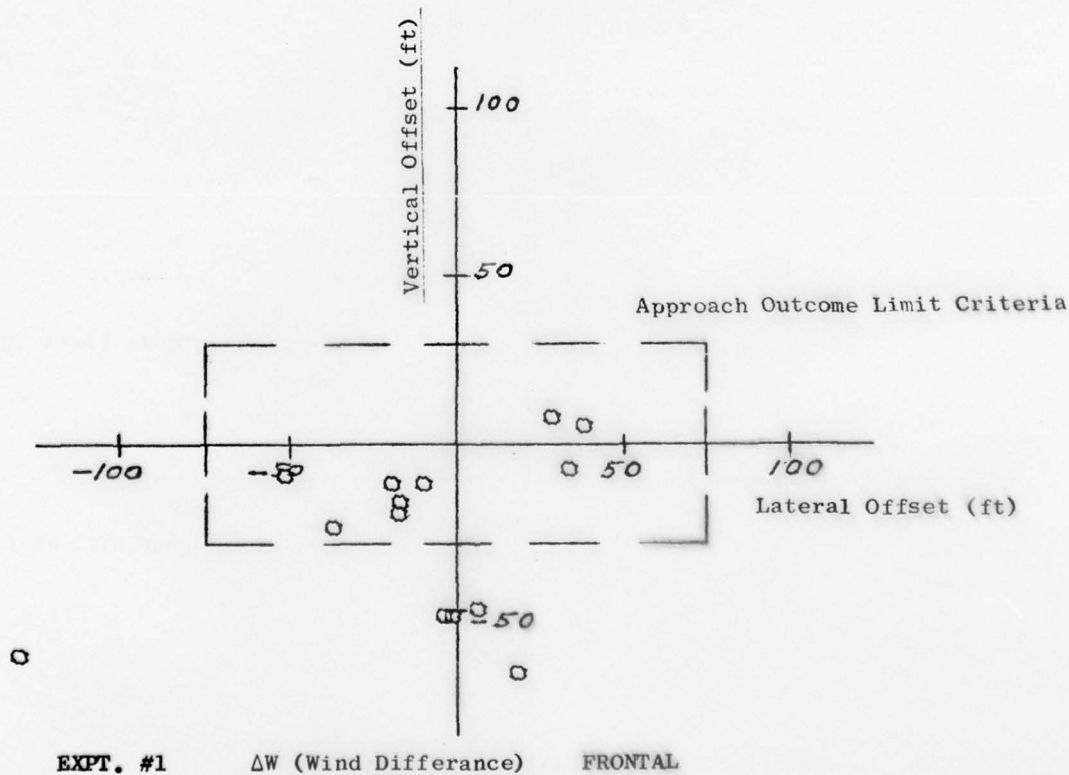 Vertical Offset (ft)
100
50
Approach Outcome Limit Criteria
-100
-50
50
100
Lateral Offset (ft)
-50
EXPT. #1 ΔW (Wind Differance) FRONTAL